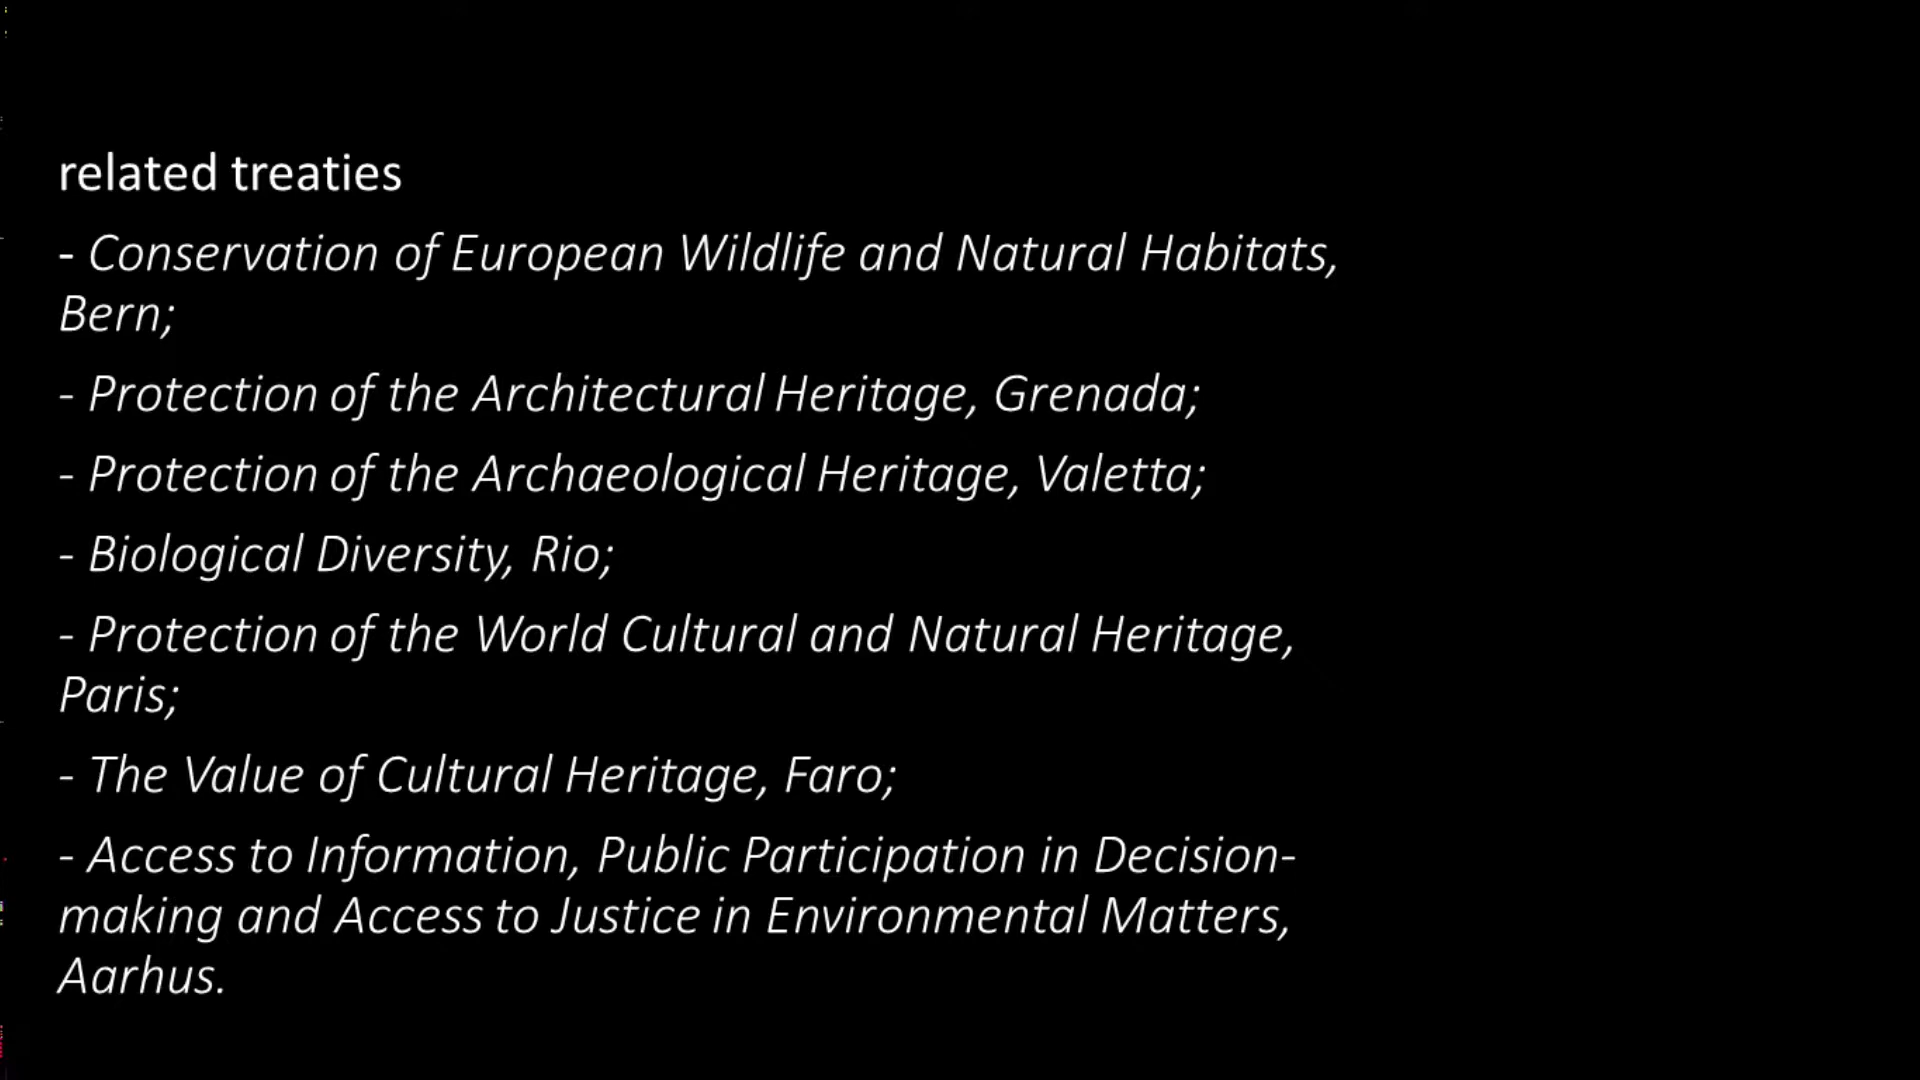 related treaties
- Conservation of European Wildlife and Natural Habitats,
Bern;
- Protection of the Architectural Heritage, Grenada;
- Protection of the Archaeological Heritage, Valetta;
- Biological Diversity, Rio;
- Protection of the World Cultural and Natural Heritage,
Paris;
- The Value of Cultural Heritage, Faro;
- Access to Information, Public Participation in Decision-
making and Access to Justice in Environmental Matters,
Aarhus.